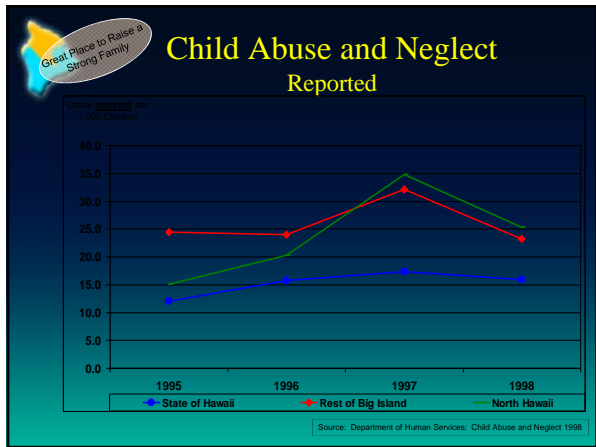 Great Place to Raise a
Strong Family
Child Abuse and Neglect
Reported
Cases reported per
1,000 Children
40.0
35.0
30.0
25.0
20.0
15.0
10.0
5.0
0.0
1995 1996 1997 1998
State of Hawaii Rest of Big Island North Hawaii
Source: Department of Human Services: Child Abuse and Neglect 1998